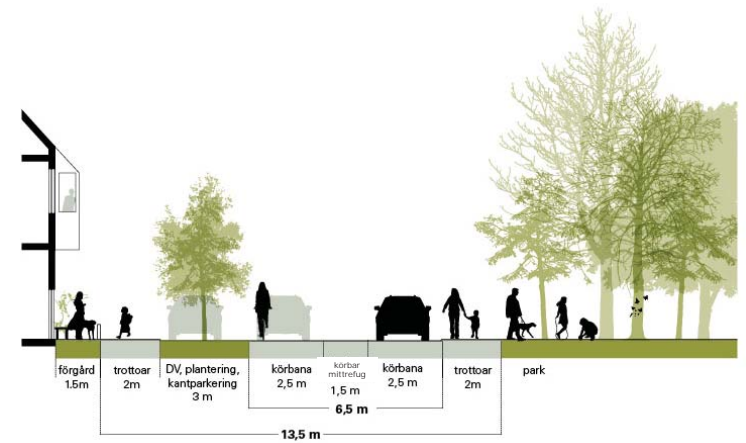 förgård
1.5m
trottoar
2m
DV, plantering,
kantparkering
3 m
körbana
2,5 m
körbar
mittrefug
1,5 m
körbana
2,5 m
trottoar
2m
park
6,5 m
13,5 m